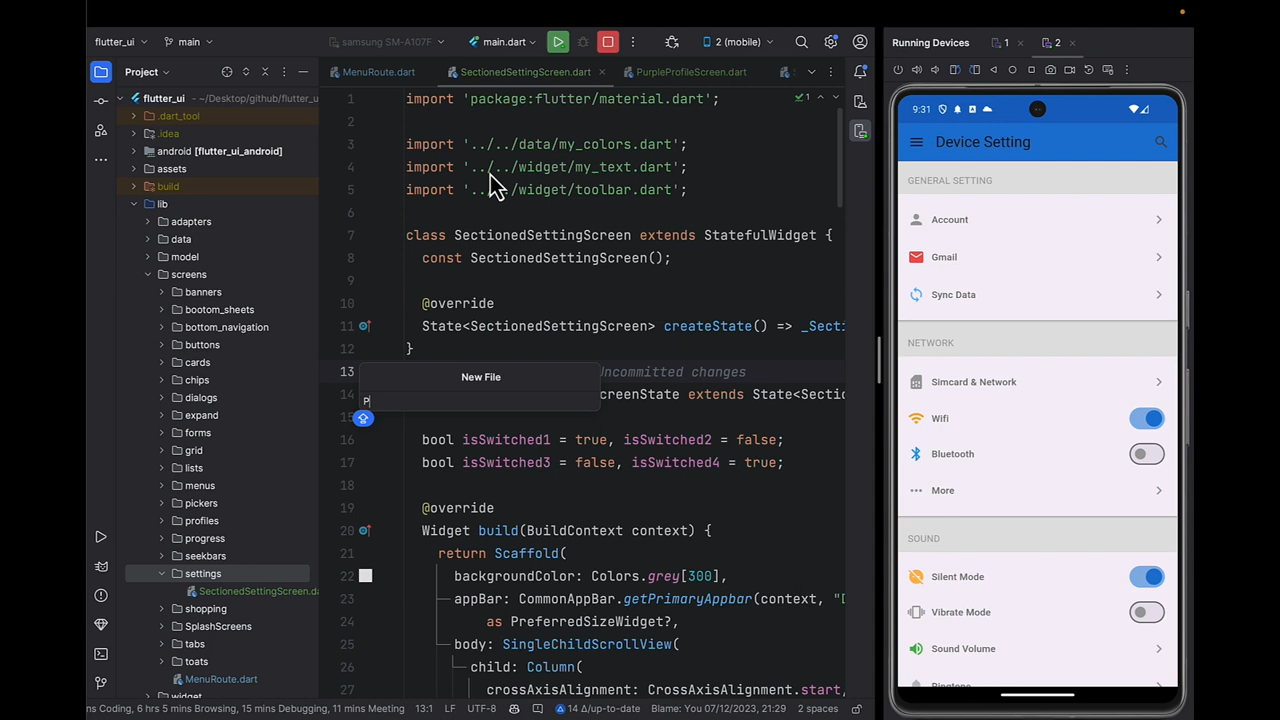 flutter_ui
main
samsung SM-A107F
main.dart
2 (mobile)
Project
MenuRoute.dart
SectionedSettingScreen.dart
PurpleProfileScreen.dart
flutter_ui ~/Desktop/github/flutter_u
.dart_tool
.idea
android [flutter_ui_android]
assets
build
lib
adapters
data
model
screens
banners
bootom_sheets
bottom_navigation
buttons
cards
chips
dialogs
expand
forms
grid
lists
menus
pickers
profiles
progress
seekbars
settings
SectionedSettingScreen.da
shopping
SplashScreens
tabs
toats
MenuRoute.dart
widget
1 import 'package:flutter/material.dart';
1
2
3 import '../../data/my_colors.dart';
4 import '../../widget/my_text.dart';
5 import '../../widget/toolbar.dart';
6
7 class SectionedSettingScreen extends StatefulWidget {
8 const SectionedSettingScreen();
9
10 @override
11 State<SectionedSettingScreen> createState() => _Secti
12 }
13 Uncommitted changes
New File
P
14 creenState extends State<Sectio
15
16 bool isSwitched1 = true, isSwitched2 = false;
17 bool isSwitched3 = false, isSwitched4 = true;
18
19 @override
20 Widget build(BuildContext context) {
21 return Scaffold(
22 backgroundColor: Colors.grey[300],
23 appBar: CommonAppBar.getPrimaryAppbar(context, "D
24 as PreferredSizeWidget?,
25 body: SingleChildScrollView(
26 child: Column(
27 crossAxisAlignment: CrossAxisAlignment.start,
ns Coding, 6 hrs 5 mins Browsing, 15 mins Debugging, 11 mins Meeting 13:1 LF UTF-8 14 Δ/up-to-date Blame: You 07/12/2023, 21:29 2 spaces
Running Devices 1 2
9:31
Device Setting
GENERAL SETTING
Account
Gmail
Sync Data
NETWORK
Simcard & Network
Wifi
Bluetooth
More
SOUND
Silent Mode
Vibrate Mode
Sound Volume
Ringtone